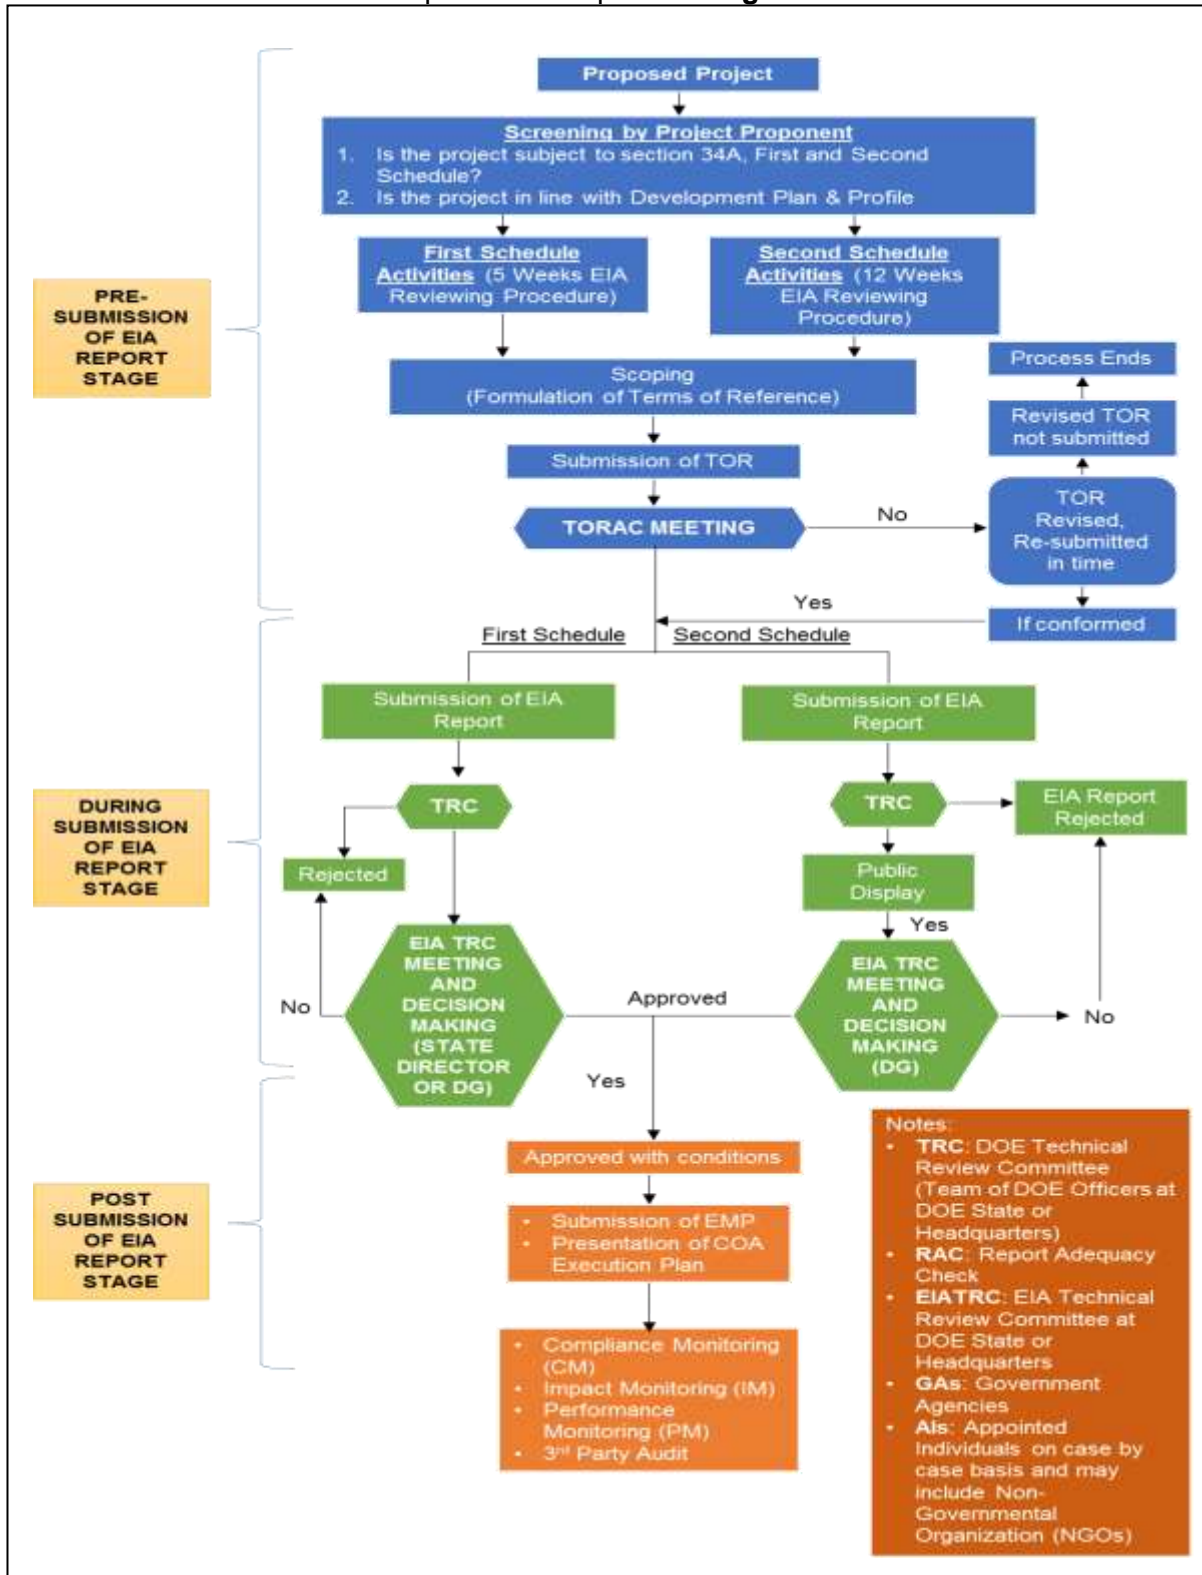 Proposed Project
Screening by Project Proponent
1. Is the project subject to section 34A, First and Second
Schedule?
2. Is the project in line with Development Plan & Profile
First Schedule
Activities (5 Weeks EIA
Reviewing Procedure)
Second Schedule
Activities (12 Weeks
EIA Reviewing
Procedure)
PRE-
SUBMISSION
OF EIA
REPORT
STAGE
Scoping
(Formulation of Terms of Reference)
Submission of TOR
TORAC MEETING
No
Process Ends
Revised TOR
not submitted
TOR
Revised,
Re-submitted
in time
If conformed
Yes
First Schedule
Second Schedule
DURING
SUBMISSION
OF EIA
REPORT
STAGE
Submission of EIA
Report
TRC
Rejected
No
EIA TRC
MEETING
AND
DECISION
MAKING
(STATE
DIRECTOR
OR DG)
Submission of EIA
Report
TRC
EIA Report
Rejected
Public
Display
Yes
EIA TRC
MEETING
AND
DECISION
MAKING
(DG)
No
Approved
Yes
POST
SUBMISSION
OF EIA
REPORT
STAGE
Approved with conditions
• Submission of EMP
• Presentation of COA
Execution Plan
• Compliance Monitoring
(CM)
• Impact Monitoring (IM)
• Performance
Monitoring (PM)
• 3rd Party Audit
Notes:
• TRC: DOE Technical
Review Committee
(Team of DOE Officers at
DOE State or
Headquarters)
• RAC: Report Adequacy
Check
• EIATRC: EIA Technical
Review Committee at
DOE State or
Headquarters
• GAs: Government
Agencies
• AIs: Appointed
Individuals on case by
case basis and may
include Non-
Governmental
Organization (NGOs)